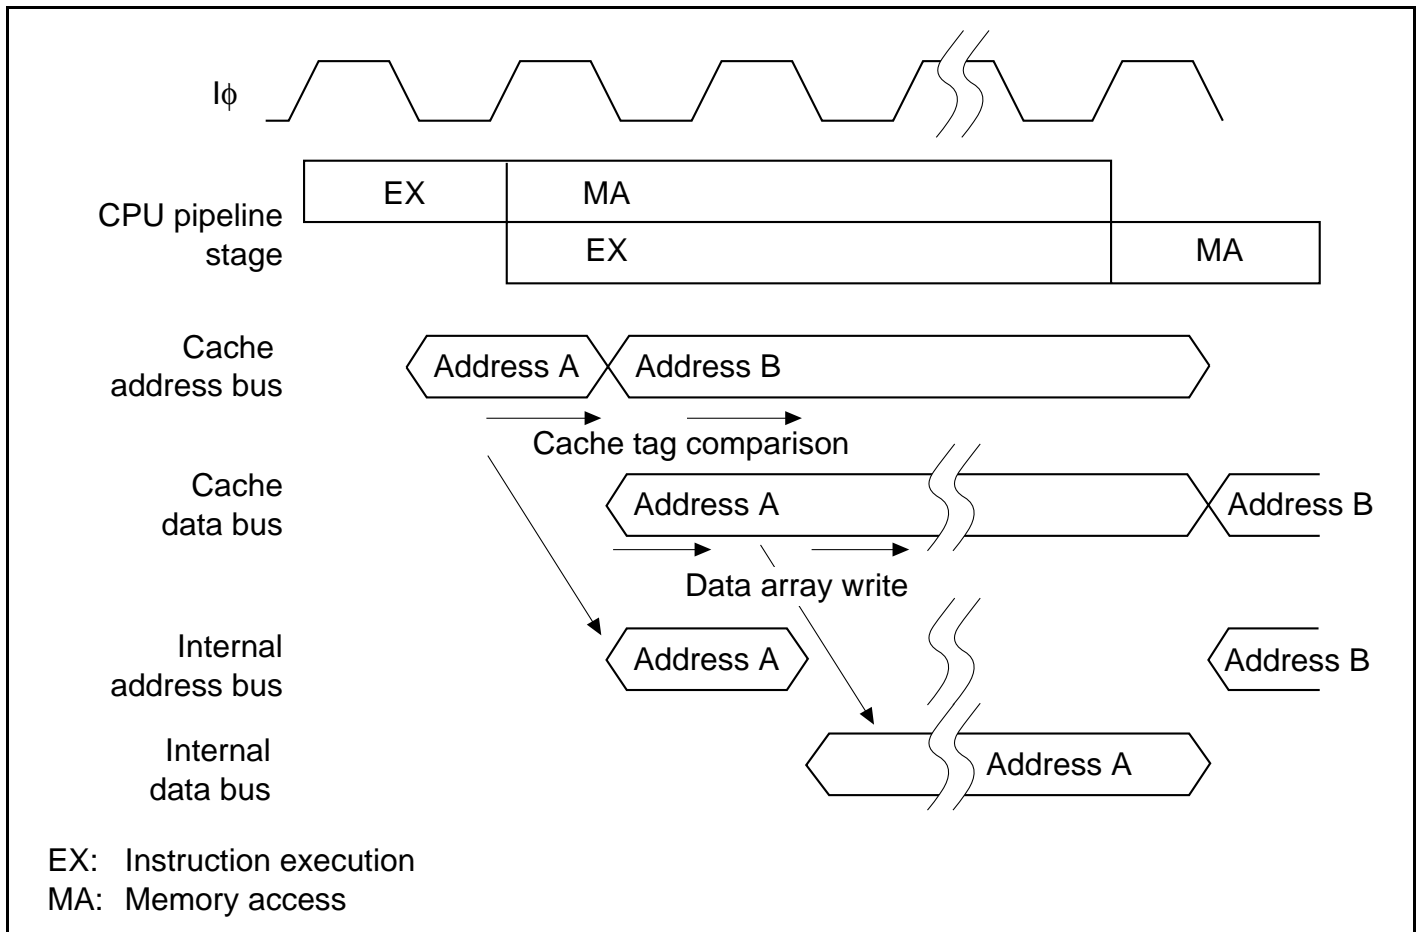 Iϕ
EX MA
CPU pipeline
stage
EX MA
Cache
address bus
Address A Address B
Cache tag comparison
Cache
data bus
Address A Address B
Data array write
Internal
address bus
Address A Address B
Internal
data bus
Address A
EX: Instruction execution
MA: Memory access